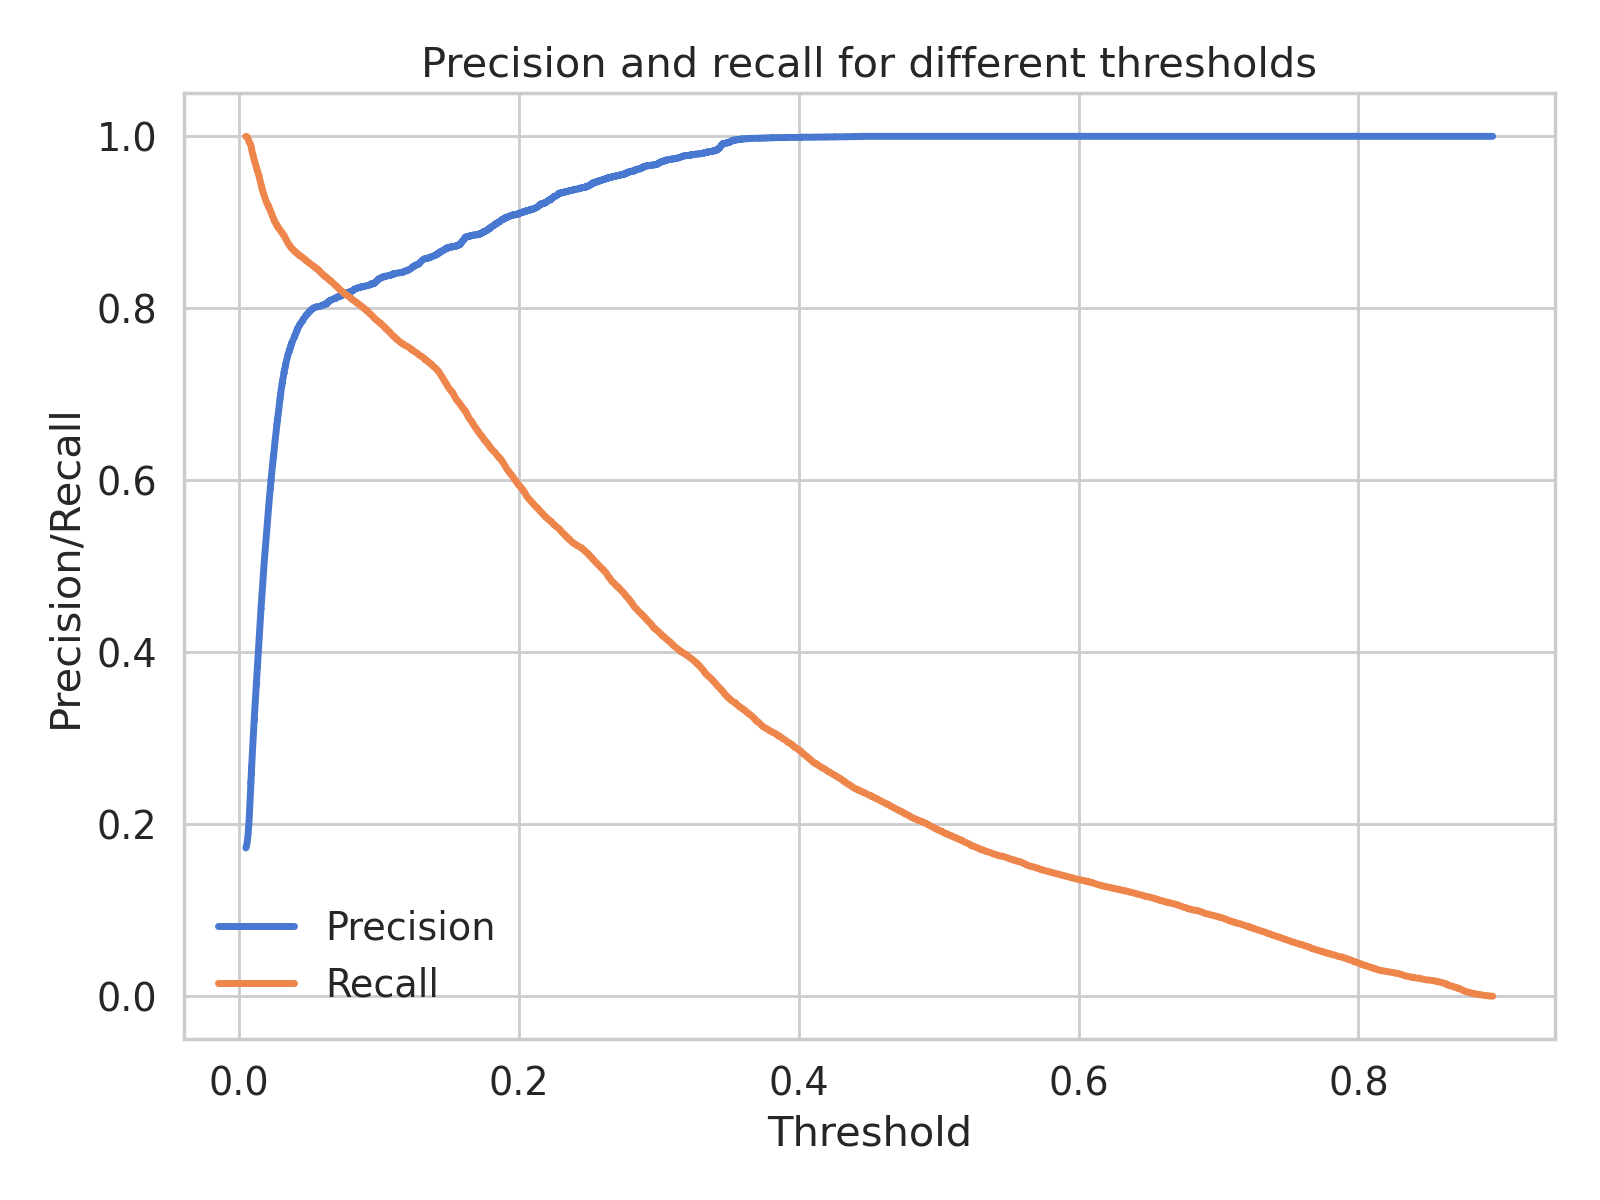 Precision and recall for different thresholds
1.0
0.8
0.6
0.4
0.2
0.0
Precision/Recall
Precision
Recall
0.0 0.2 0.4 0.6 0.8
Threshold